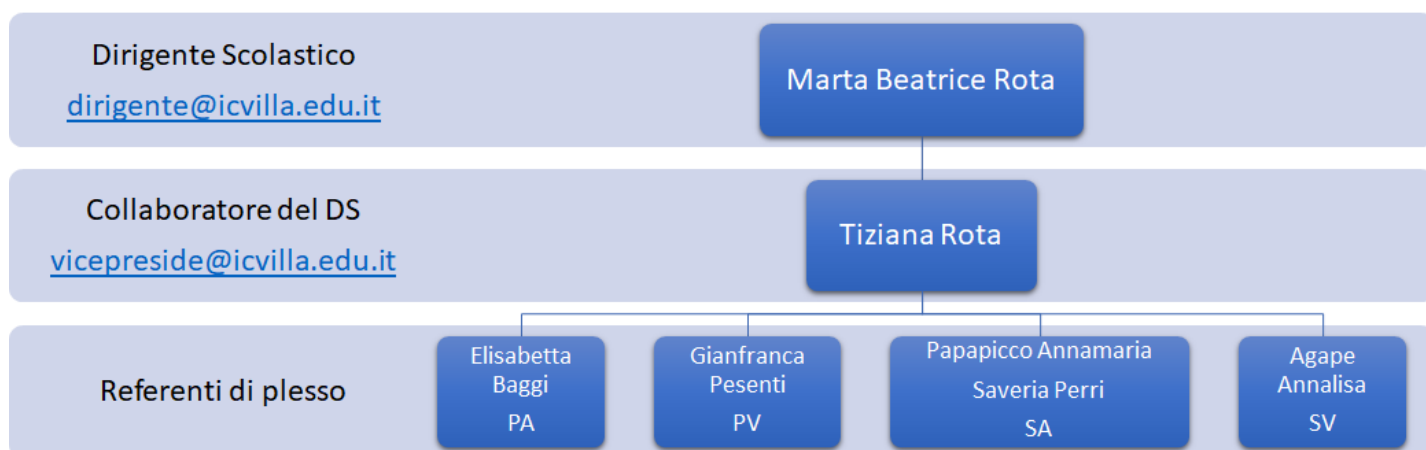 Dirigente Scolastico
dirigente@icvilla.edu.it
Marta Beatrice Rota
Collaboratore del DS
vicepreside@icvilla.edu.it
Tiziana Rota
Referenti di plesso
Elisabetta
Baggi
PA
Gianfranca
Pesenti
PV
Papapicco Annamaria
Saveria Perri
SA
Agape
Annalisa
SV